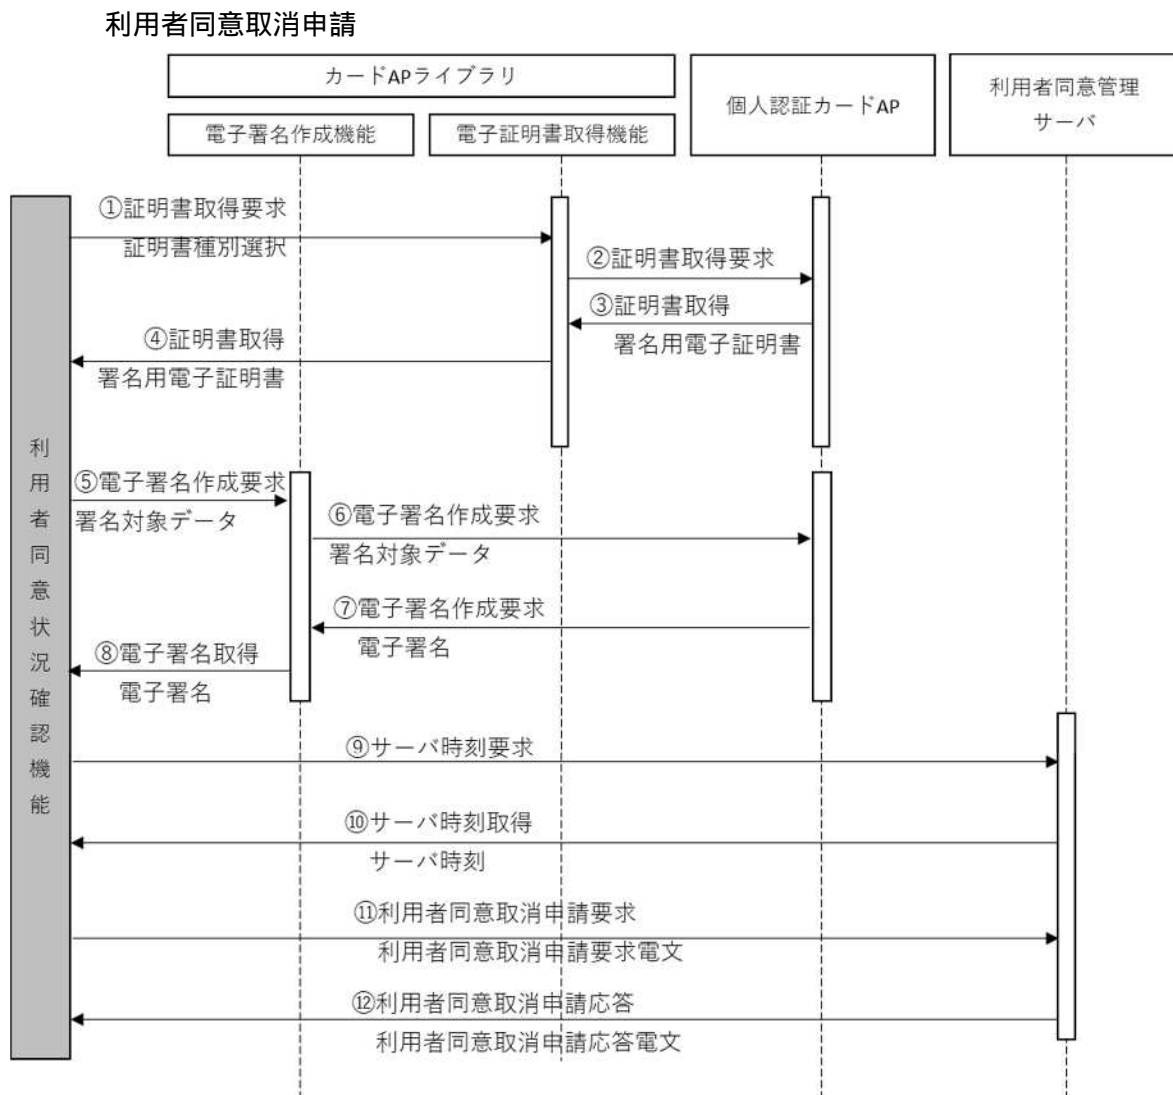 利用者同意取消申請
カードAPライブラリ
個人認証カードAP
利用者同意管理
サーバ
電子署名作成機能
電子証明書取得機能
①証明書取得要求
証明書種別選択
②証明書取得要求
③証明書取得
署名用電子証明書
④証明書取得
署名用電子証明書
利用者同意状況確認機能
⑤電子署名作成要求
署名対象データ
⑥電子署名作成要求
署名対象データ
⑦電子署名作成要求
電子署名
⑧電子署名取得
電子署名
⑨サーバ時刻要求
⑩サーバ時刻取得
サーバ時刻
⑪利用者同意取消申請要求
利用者同意取消申請要求電文
⑫利用者同意取消申請応答
利用者同意取消申請応答電文